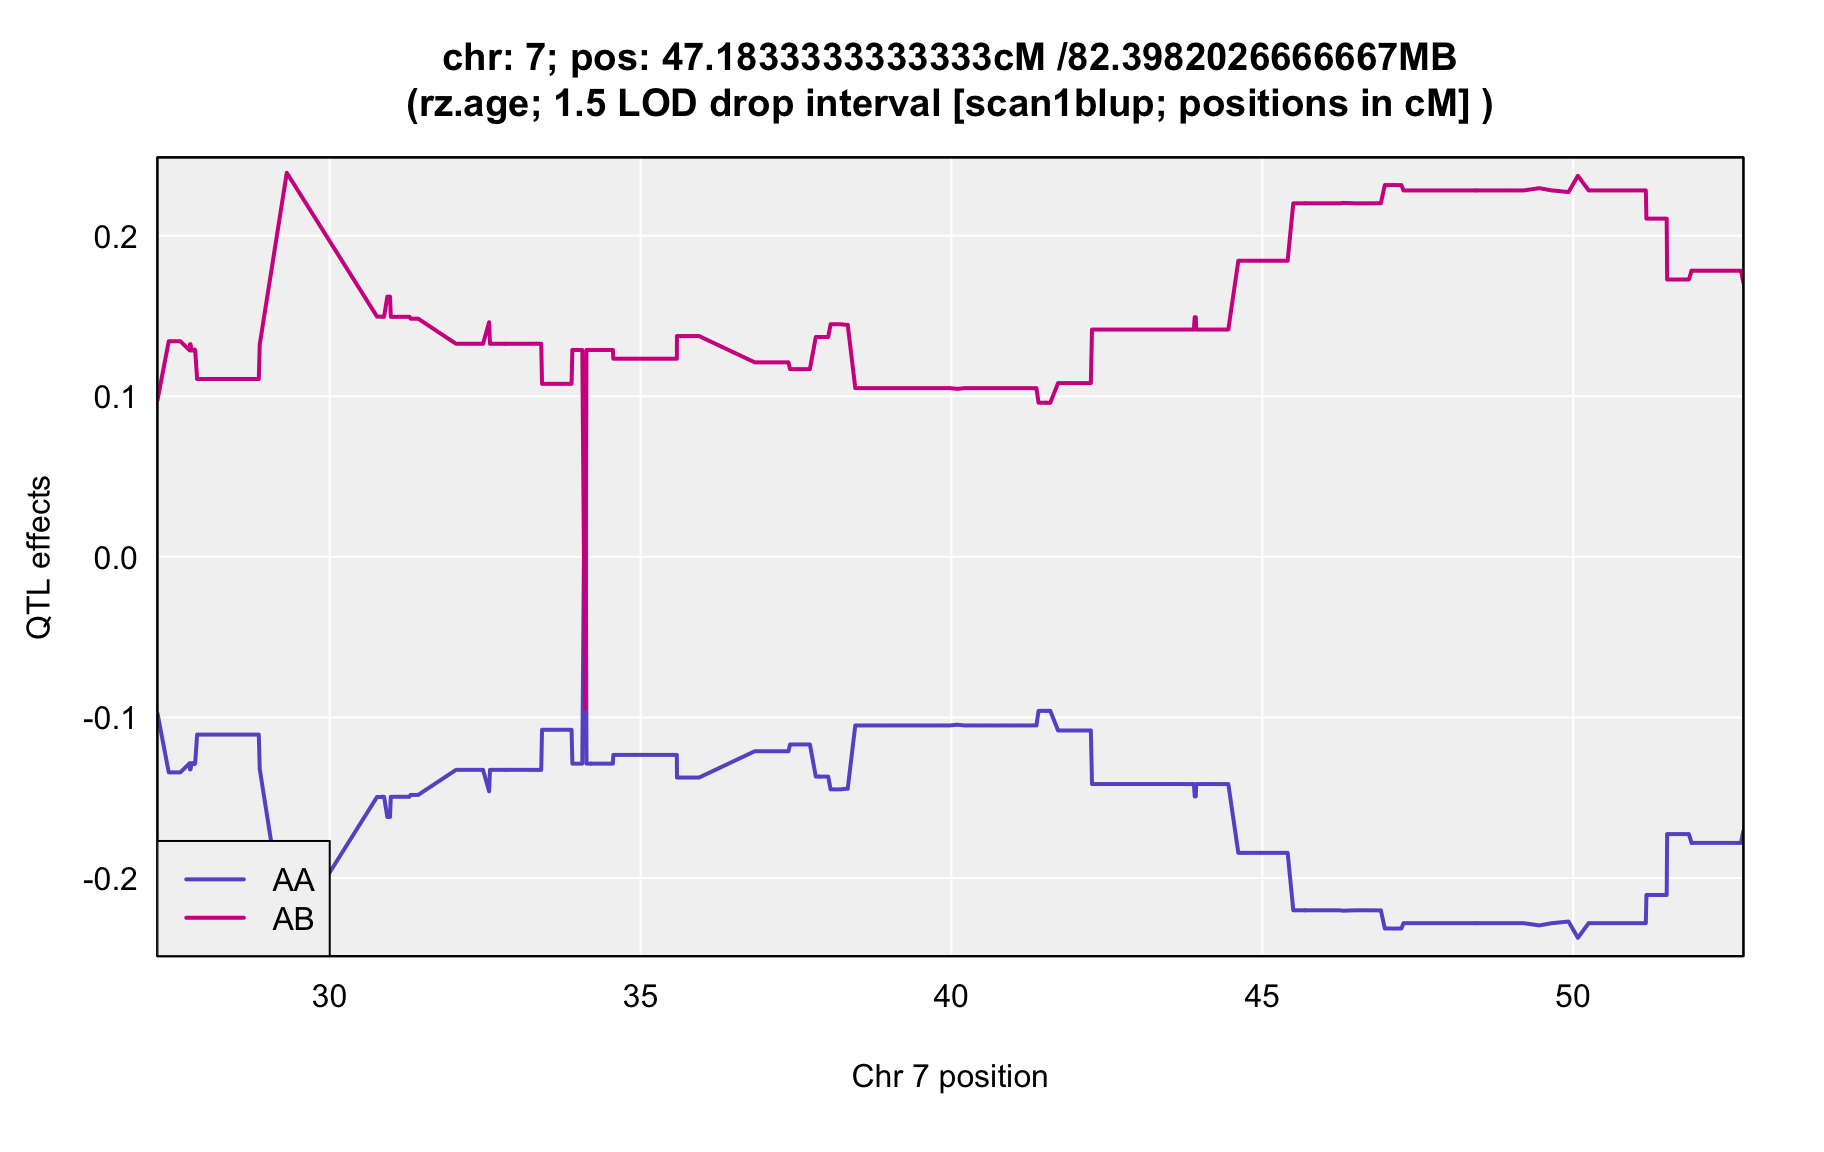 chr: 7; pos: 47.1833333333333cM /82.3982026666667MB
(rz.age; 1.5 LOD drop interval [scan1blup; positions in cM] )
QTL effects
0.2
0.1
0.0
-0.1
-0.2
AA
AB
30 35 40 45 50
Chr 7 position